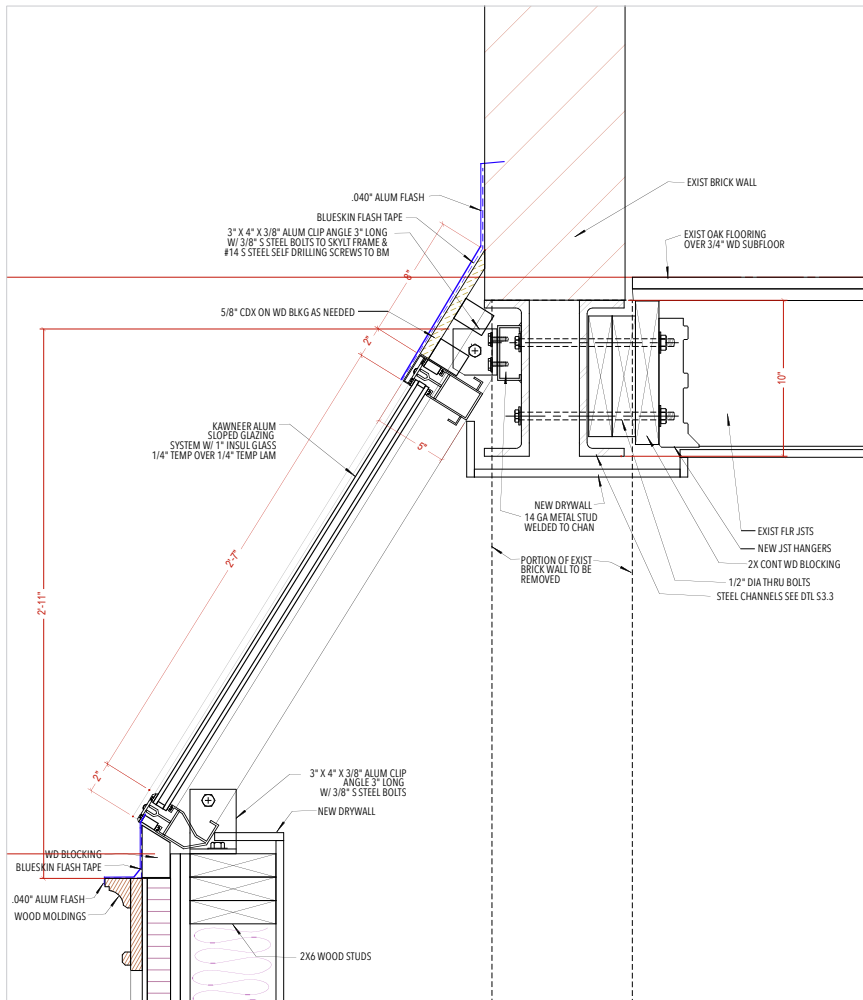 EXIST BRICK WALL
.040" ALUM FLASH
BLUESKIN FLASH TAPE
3" X 4" X 3/8" ALUM CLIP ANGLE 3" LONG
W/ 3/8" S STEEL BOLTS TO SKYLT FRAME &
#14 S STEEL SELF DRILLING SCREWS TO BM
EXIST OAK FLOORING
OVER 3/4" WD SUBFLOOR
8"
5/8" CDX ON WD BLKG AS NEEDED
2"
10"
KAWNEER ALUM
SLOPED GLAZING
SYSTEM W/ 1" INSUL GLASS
1/4" TEMP OVER 1/4" TEMP LAM
5"
NEW DRYWALL
14 GA METAL STUD
WELDED TO CHAN
EXIST FLR JSTS
NEW JST HANGERS
2X CONT WD BLOCKING
1/2" DIA THRU BOLTS
STEEL CHANNELS SEE DTL S3.3
PORTION OF EXIST
BRICK WALL TO BE
REMOVED
2'-7"
2'-11"
2"
3" X 4" X 3/8" ALUM CLIP
ANGLE 3" LONG
W/ 3/8" S STEEL BOLTS
NEW DRYWALL
WD BLOCKING
BLUESKIN FLASH TAPE
.040" ALUM FLASH
WOOD MOLDINGS
2X6 WOOD STUDS